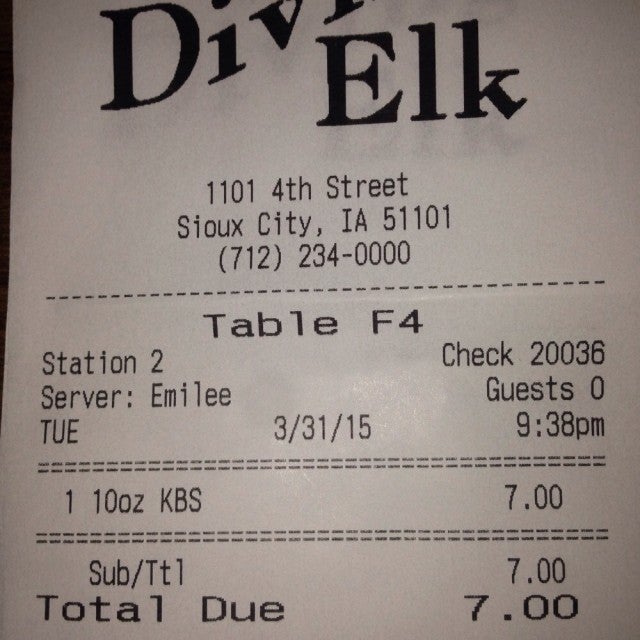 Elk
1101 4th Street
Sioux City, IA 51101
(712) 234-0000
Table F4
Station 2 Check 20036
Server: Emilee Guests 0
TUE 3/31/15 9:38pm
1 10oz KBS 7.00
Sub/Ttl 7.00
Total Due 7.00